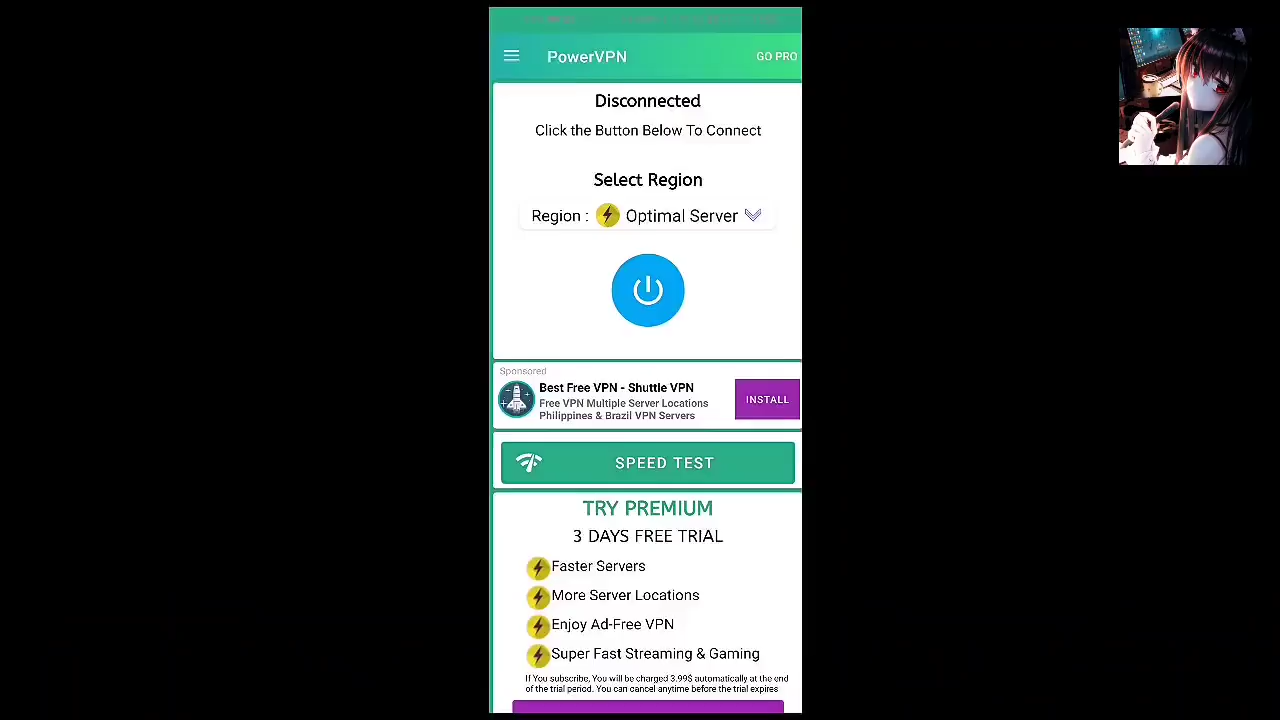 PowerVPN
GO PRO
Disconnected
Click the Button Below To Connect
Select Region
Region : Optimal Server
Sponsored
Best Free VPN - Shuttle VPN
Free VPN Multiple Server Locations
Philippines & Brazil VPN Servers
INSTALL
SPEED TEST
TRY PREMIUM
3 DAYS FREE TRIAL
Faster Servers
More Server Locations
Enjoy Ad-Free VPN
Super Fast Streaming & Gaming
If You subscribe, You will be charged 3.99$ automatically at the end
of the trial period. You can cancel anytime before the trial expires